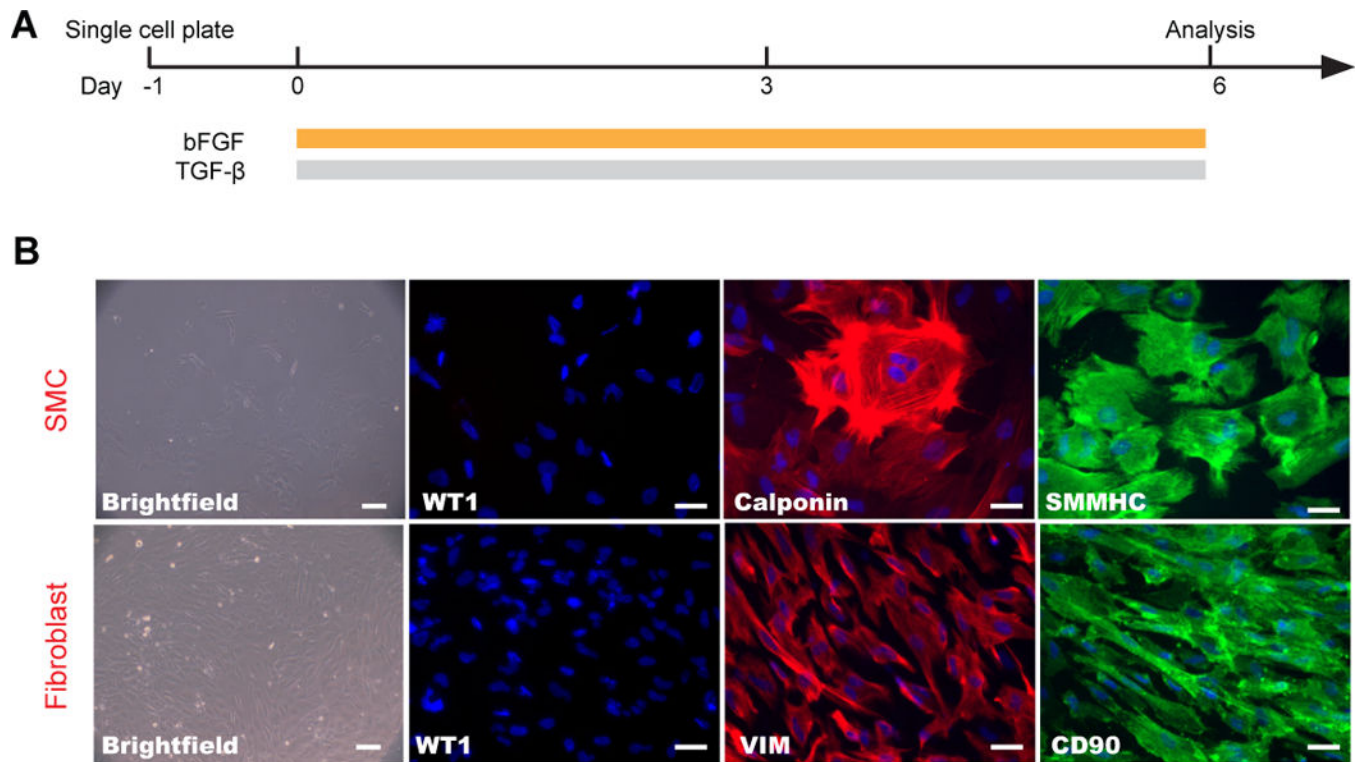 A
Single cell plate
Analysis
Day -1 0 3 6
bFGF
TGF-β
B
SMC
Brightfield
WT1
Calponin
SMMHC
Fibroblast
Brightfield
WT1
VIM
CD90